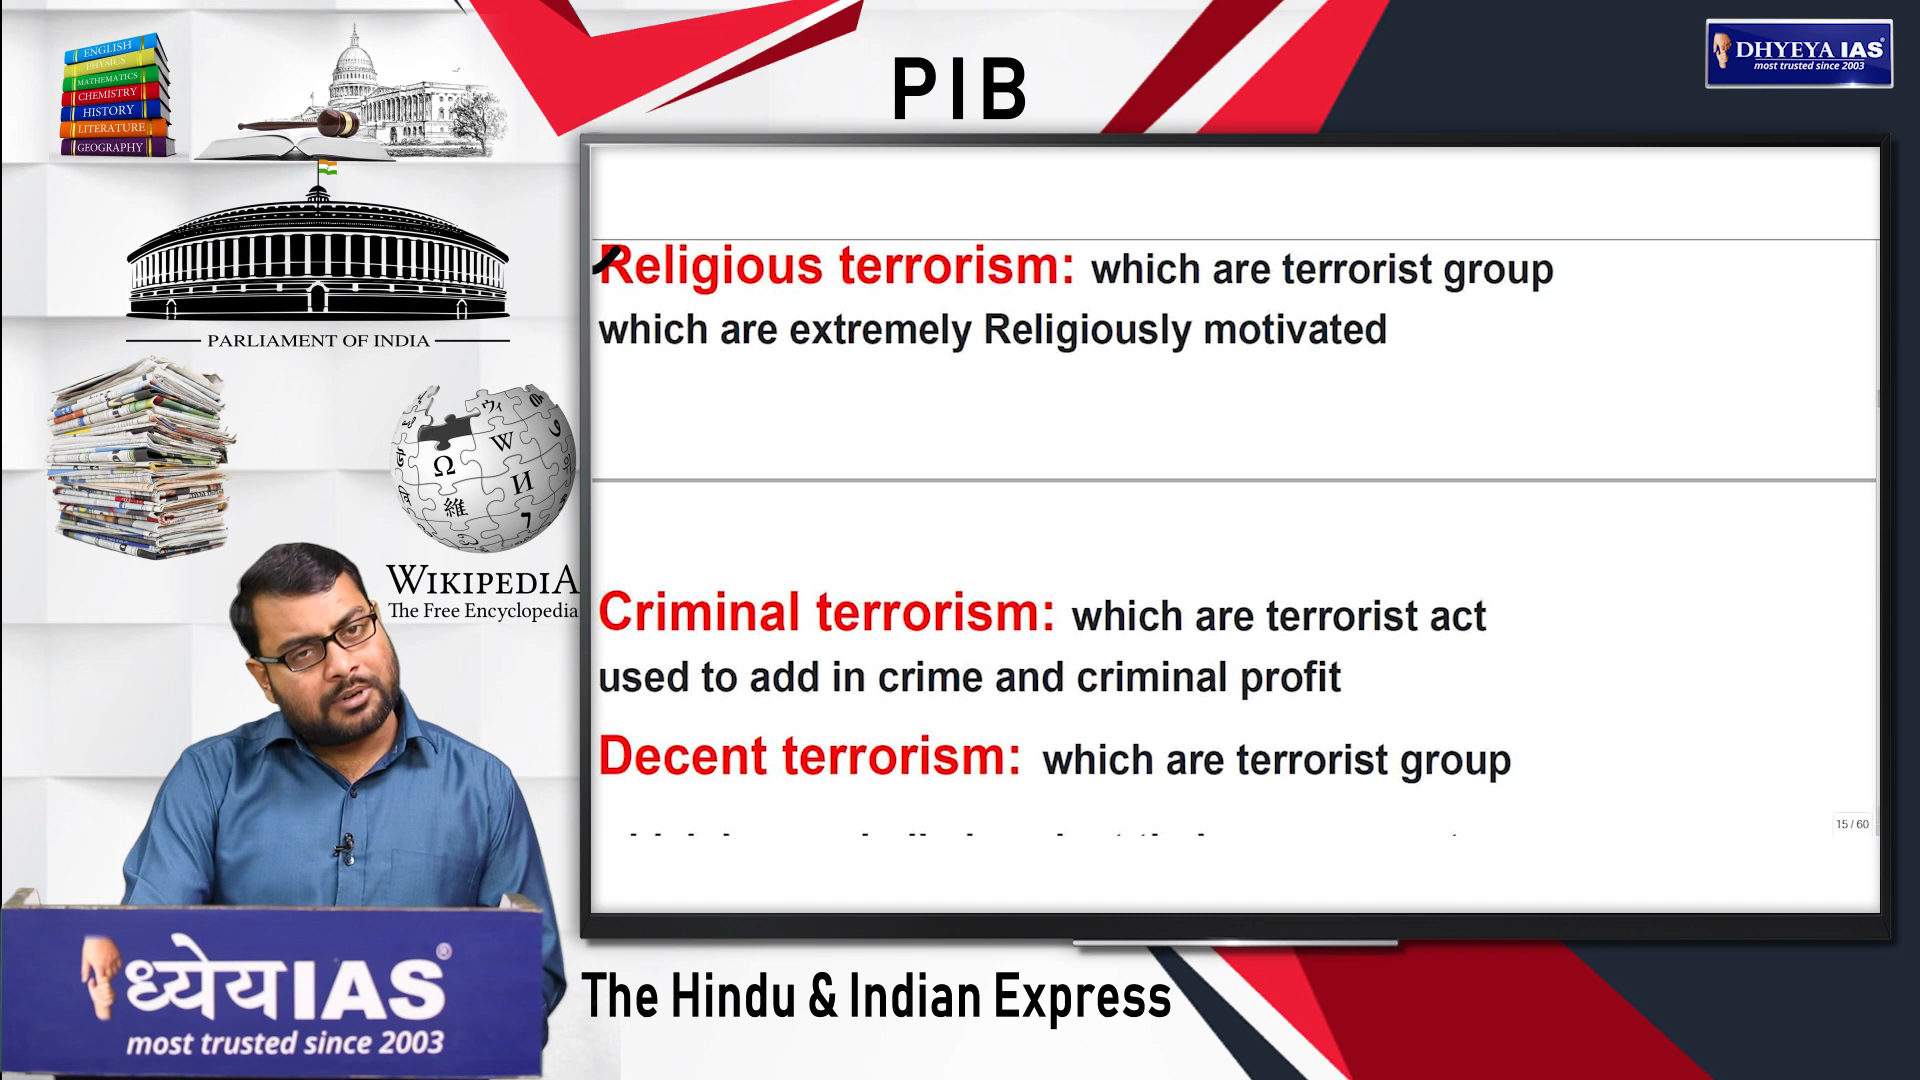 ENGLISH
PHYSICS
MATHEMATICS
CHEMISTRY
HISTORY
LITERATURE
GEOGRAPHY
PIB
DHYEYA IAS®
most trusted since 2003
PARLIAMENT OF INDIA
Religious terrorism: which are terrorist group
which are extremely Religiously motivated
WIKIPEDIA
The Free Encyclopedia
Criminal terrorism: which are terrorist act
used to add in crime and criminal profit
Decent terrorism: which are terrorist group
15 / 60
ध्येय IAS®
most trusted since 2003
The Hindu & Indian Express